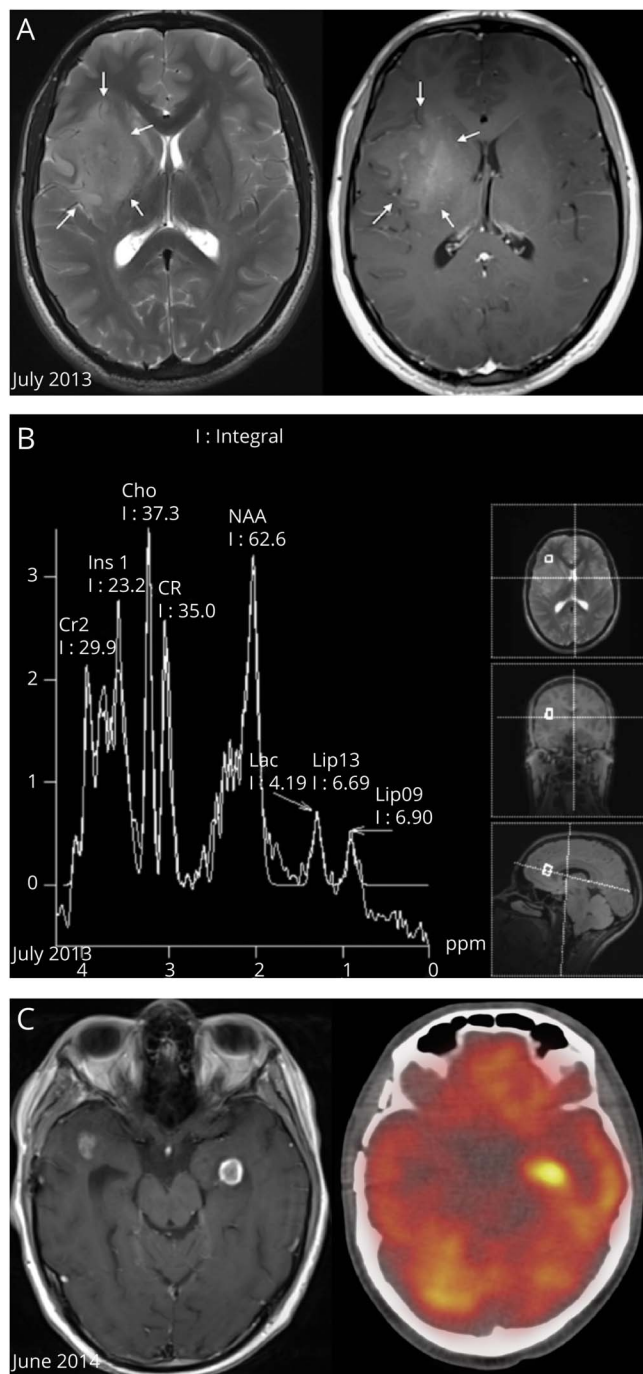 A
July 2013
B
I : Integral
Cho
I : 37.3
NAA
I : 62.6
Ins 1
I : 23.2
CR
I : 35.0
Cr2
I : 29.9
3
2
1
0
Lac
I : 4.19
Lip13
I : 6.69
Lip09
I : 6.90
July 2013
4
3
2
1
0
ppm
C
June 2014